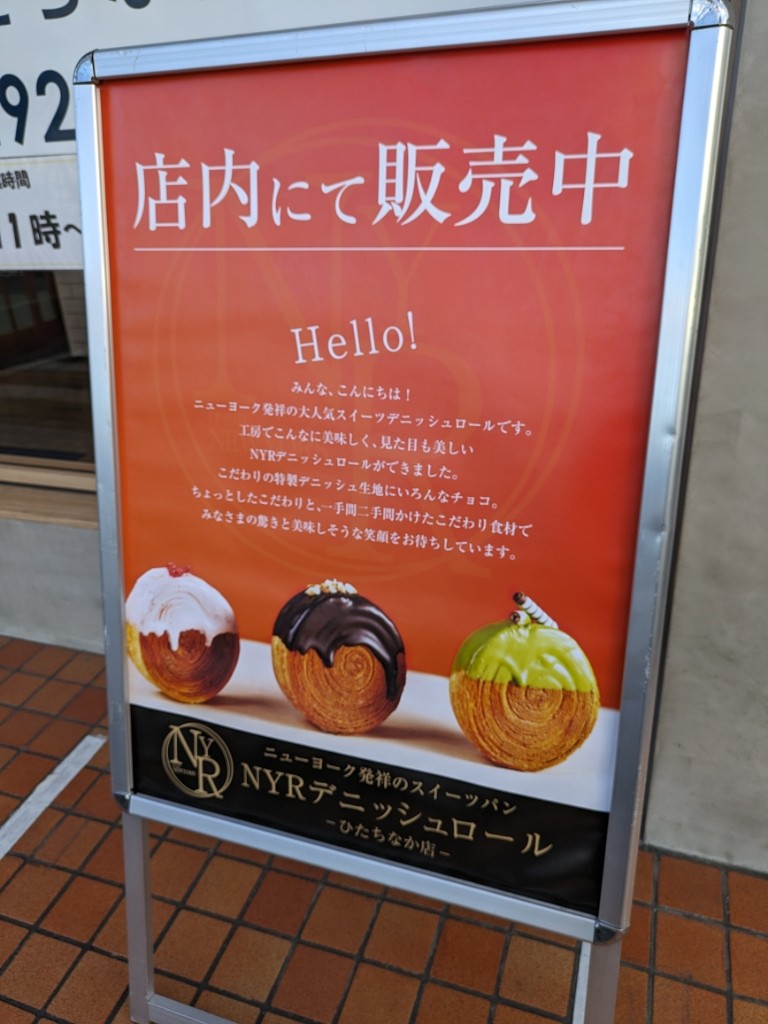 92
時間
11時~
店内にて販売中
Hello!
みんな、こんにちは！
ニューヨーク発祥の大人気スイーツデニッシュロールです。
工房でこんなに美味しく、見た目も美しい
NYRデニッシュロールができました。
こだわりの特製デニッシュ生地にいろんなチョコ。
ちょっとしたこだわりと、一手間二手間かけたこだわり食材で
みなさまの驚きと美味しそうな笑顔をお待ちしています。
NYR
ニューヨーク発祥のスイーツパン
NYRデニッシュロール
-ひたちなか店-